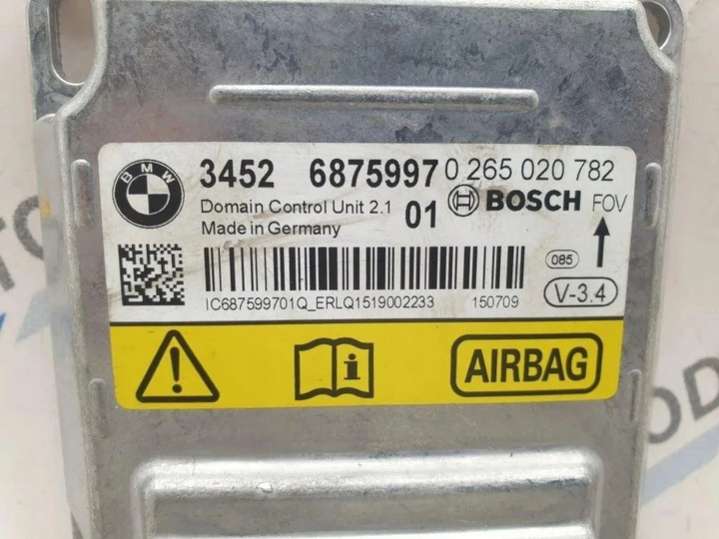 BMW 3452 6875997 0 265 020 782
Domain Control Unit 2.1 01 BOSCH FOV
Made in Germany
085
IC687599701Q_ERLQ1519002233 150709 V-3.4
AIRBAG